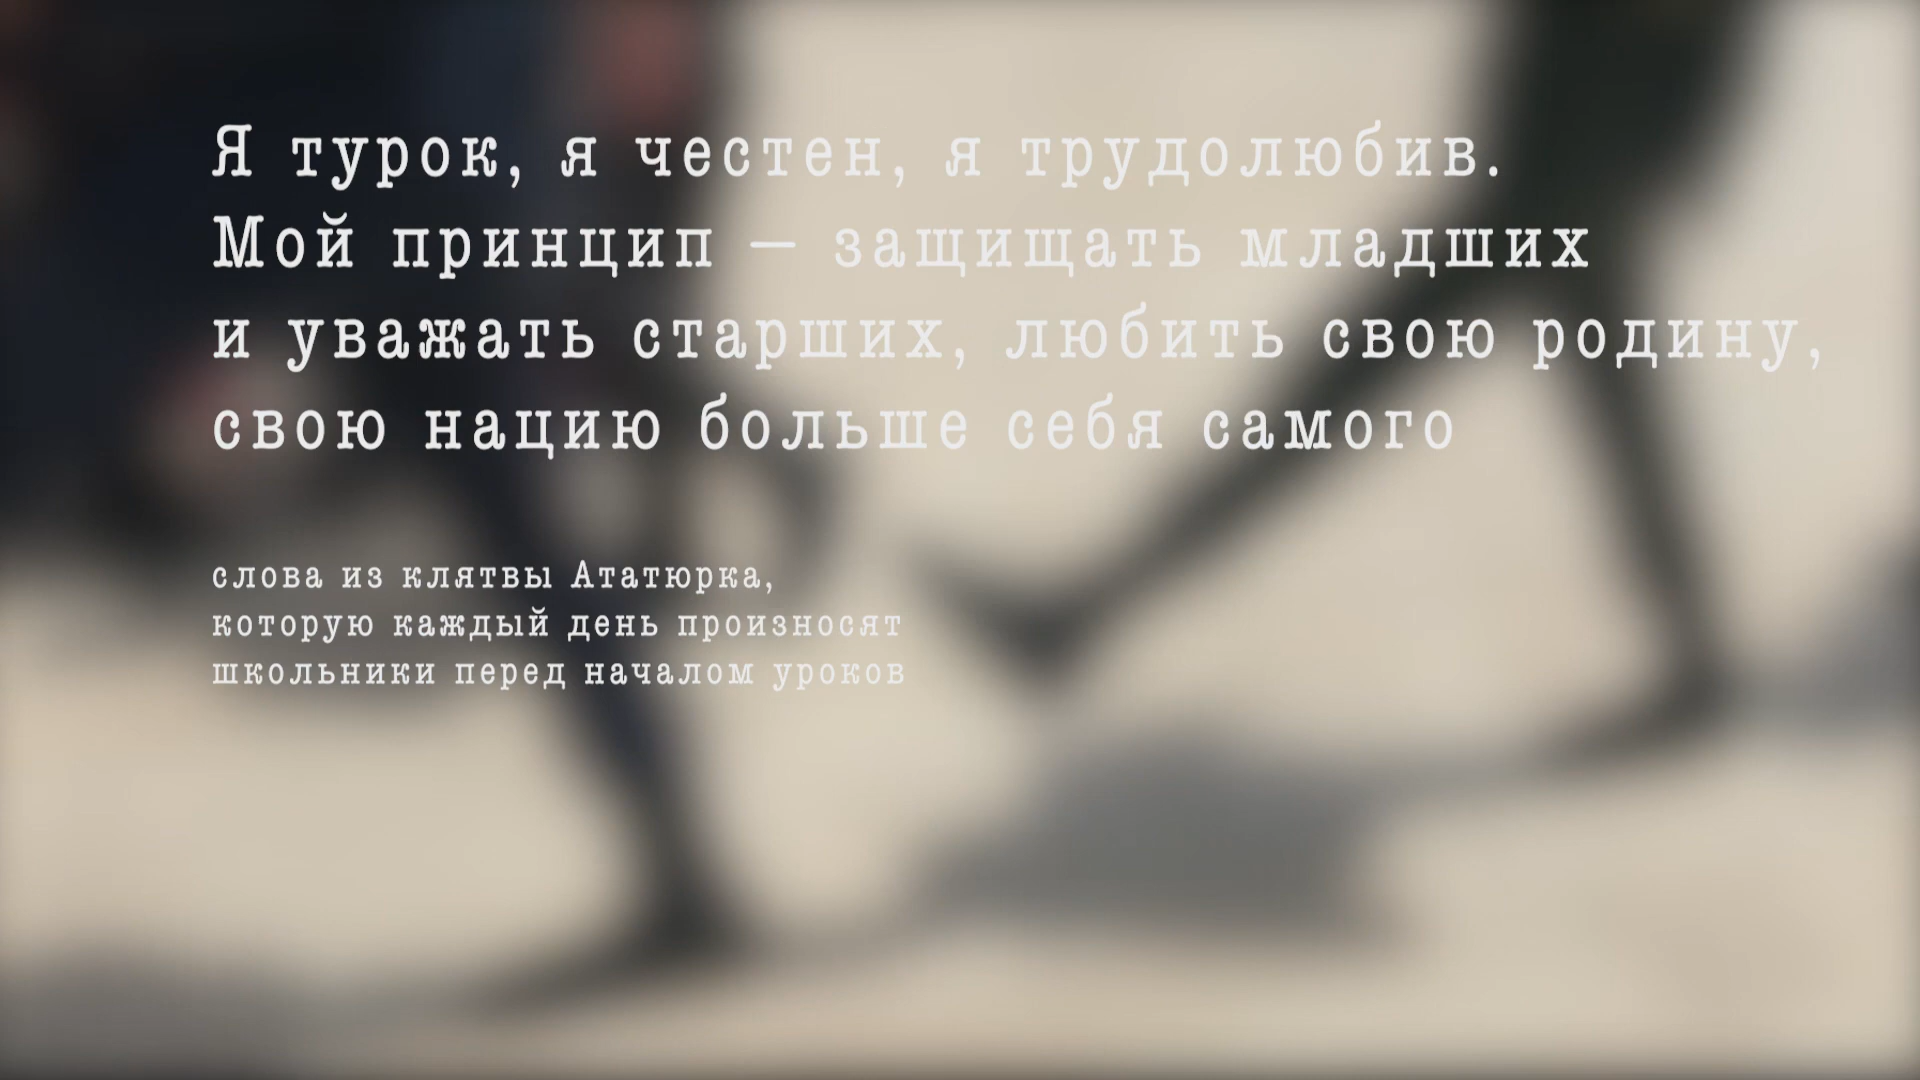 Я турок, я честен, я трудолюбив.
Мой принцип — защищать младших
и уважать старших, любить свою родину,
свою нацию больше себя самого
слова из клятвы Ататюрка,
которую каждый день произносят
школьники перед началом уроков